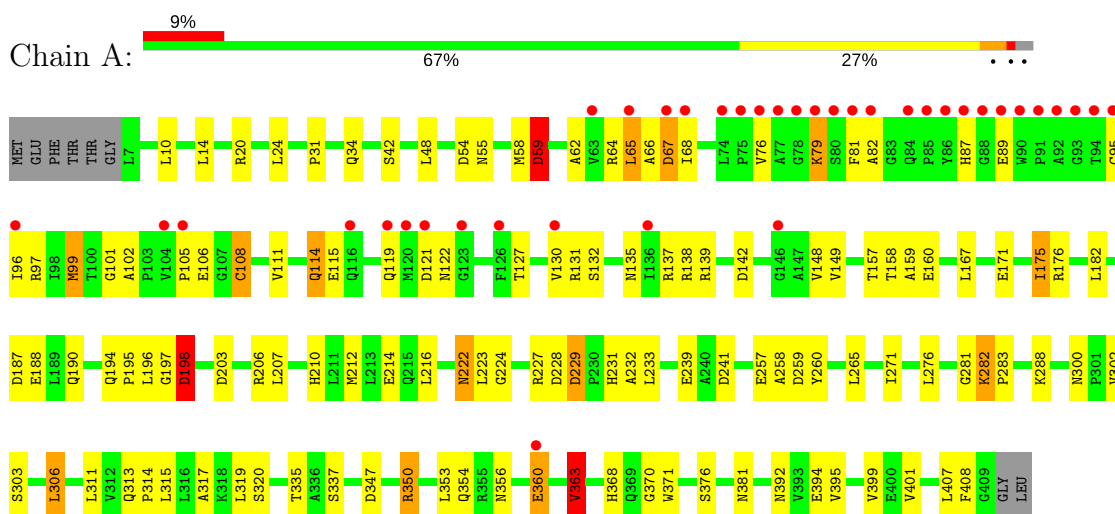 9%
Chain A:
67% 27% • • •
MET GLU PHE THR THR GLY L7 L10 L14 R20 L24 P31 Q34 S42 L48 D54 N55 M58 D59 A62 V63 R64 L65 A66 D67 I68 L74 P75 V76 A77 G78 K79 S80 F81 A82 G83 Q84 P85 Y86 H87 G88 E89 W90 P91 A92 G93 T94 G95
I96 R97 I98 M99 T100 G101 A102 P103 V104 P105 E106 G107 C108 V111 Q114 E115 Q116 Q119 M120 D121 N122 G123 F126 T127 V130 R131 S132 N135 I136 R137 R138 R139 D142 G146 A147 V148 V149 T157 T158 A159 E160 L167 E171 I175 R176 L182
D187 E188 L189 Q190 Q194 P195 L196 G197 D198 D203 R206 L207 H210 L211 M212 L213 E214 Q215 L216 N222 L223 G224 R227 D228 D229 P230 H231 A232 L233 E239 A240 D241 E257 A258 D259 Y260 L265 I271 L276 G281 K282 P283 K288 N300 P301 V302
S303 L306 L311 V312 Q313 P314 L315 L316 A317 K318 L319 S320 T335 A336 S337 D347 R350 L353 Q354 R355 N356 E360 V363 H368 Q369 G370 W371 S376 N381 N392 V393 E394 V395 V399 E400 V401 L407 F408 G409 GLY LEU